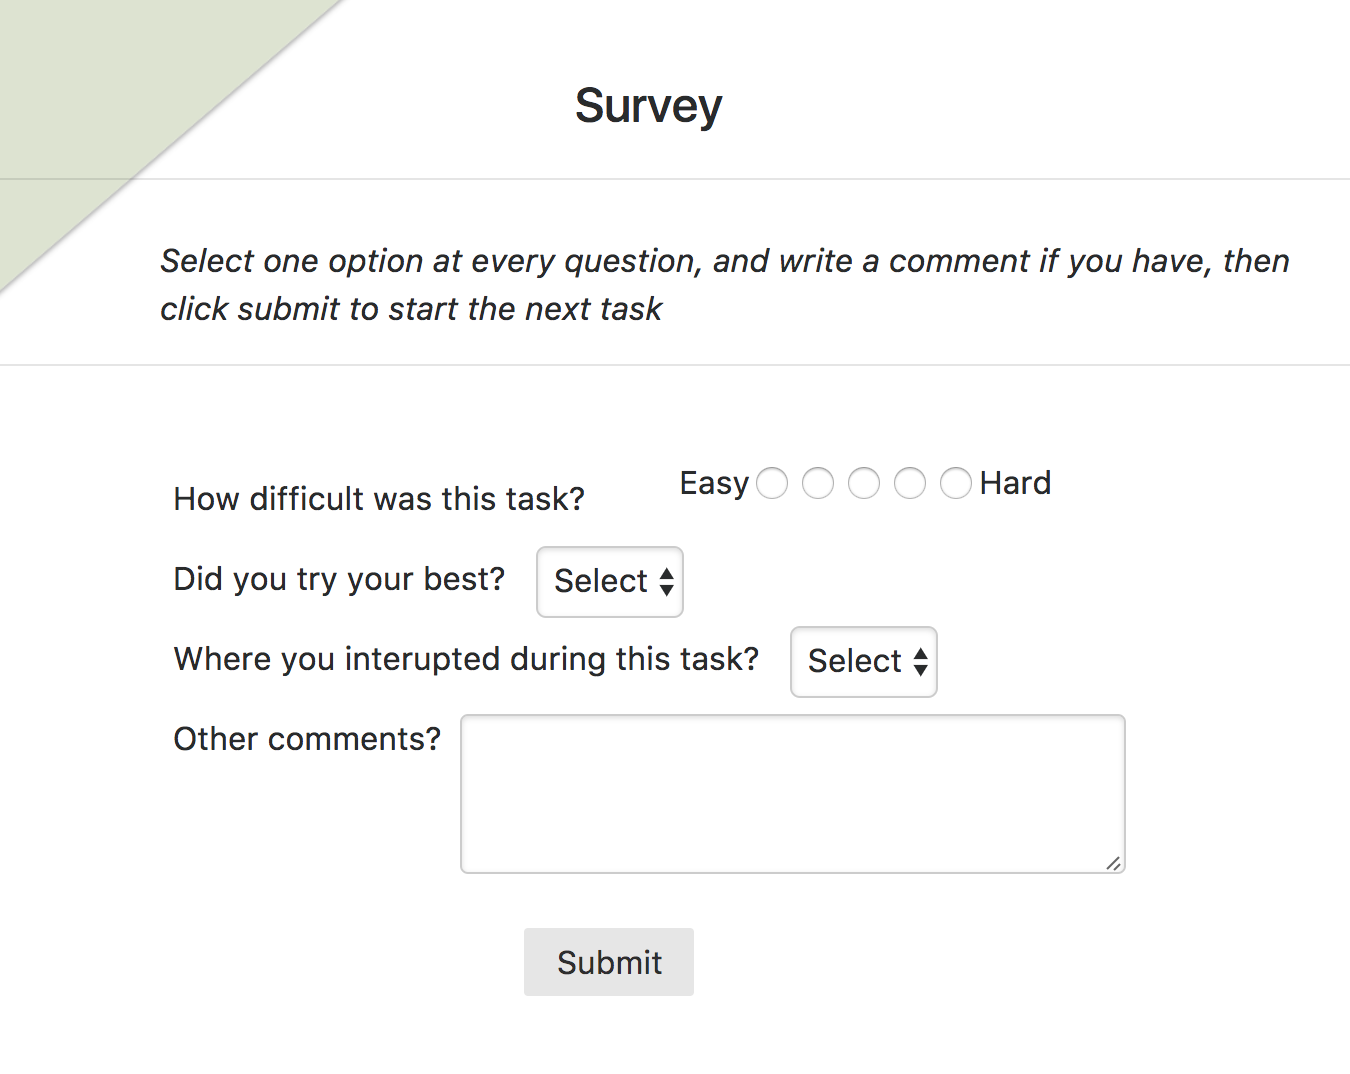 Survey
Select one option at every question, and write a comment if you have, then
click submit to start the next task
How difficult was this task? Easy Hard
Did you try your best? Select
Where you interupted during this task? Select
Other comments?
Submit